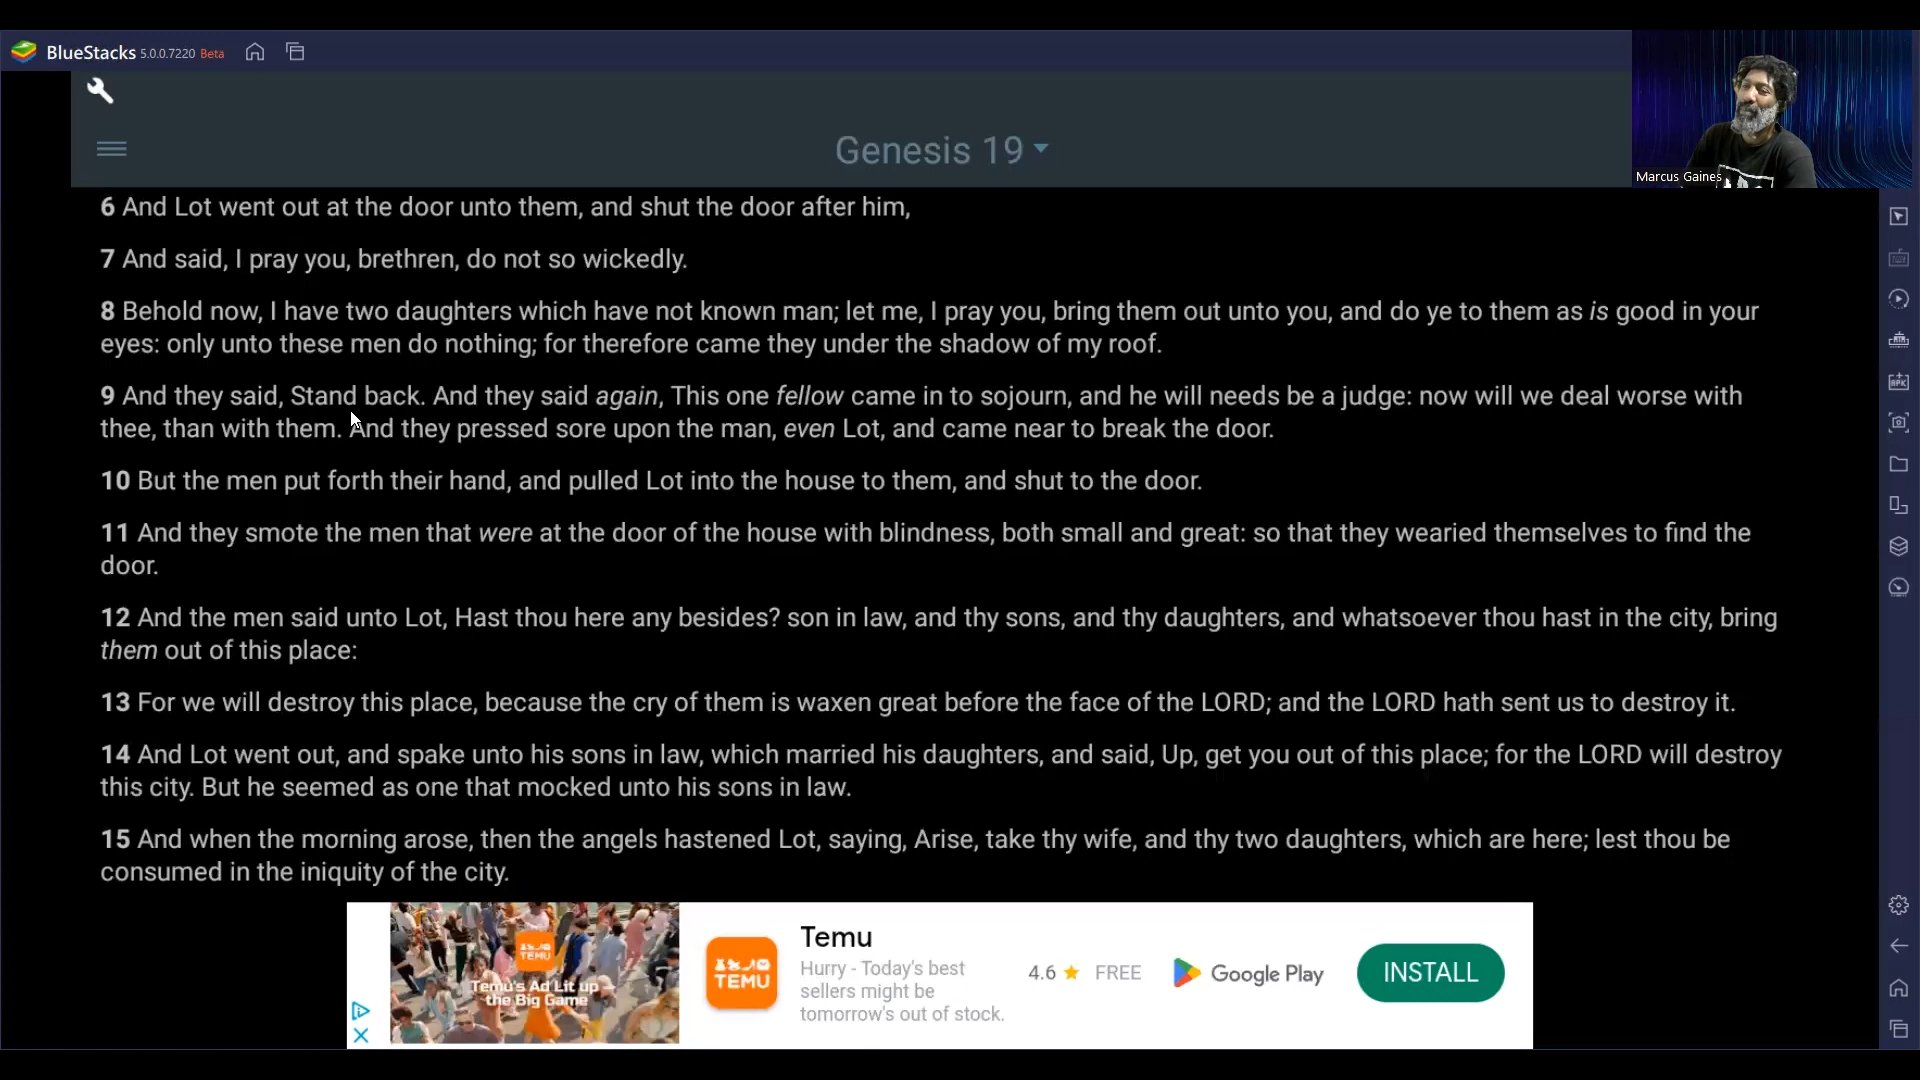 BlueStacks 5.0.0.7220 Beta
Genesis 19
Marcus Gaines
6 And Lot went out at the door unto them, and shut the door after him,
7 And said, I pray you, brethren, do not so wickedly.
8 Behold now, I have two daughters which have not known man; let me, I pray you, bring them out unto you, and do ye to them as is good in your
eyes: only unto these men do nothing; for therefore came they under the shadow of my roof.
9 And they said, Stand back. And they said again, This one fellow came in to sojourn, and he will needs be a judge: now will we deal worse with
thee, than with them. And they pressed sore upon the man, even Lot, and came near to break the door.
10 But the men put forth their hand, and pulled Lot into the house to them, and shut to the door.
11 And they smote the men that were at the door of the house with blindness, both small and great: so that they wearied themselves to find the
door.
12 And the men said unto Lot, Hast thou here any besides? son in law, and thy sons, and thy daughters, and whatsoever thou hast in the city, bring
them out of this place:
13 For we will destroy this place, because the cry of them is waxen great before the face of the LORD; and the LORD hath sent us to destroy it.
14 And Lot went out, and spake unto his sons in law, which married his daughters, and said, Up, get you out of this place; for the LORD will destroy
this city. But he seemed as one that mocked unto his sons in law.
15 And when the morning arose, then the angels hastened Lot, saying, Arise, take thy wife, and thy two daughters, which are here; lest thou be
consumed in the iniquity of the city.
TEMU
Temu's Ad Lit up
the Big Game
TEMU
Temu
Hurry - Today's best
sellers might be
tomorrow's out of stock.
4.6 FREE
Google Play
INSTALL